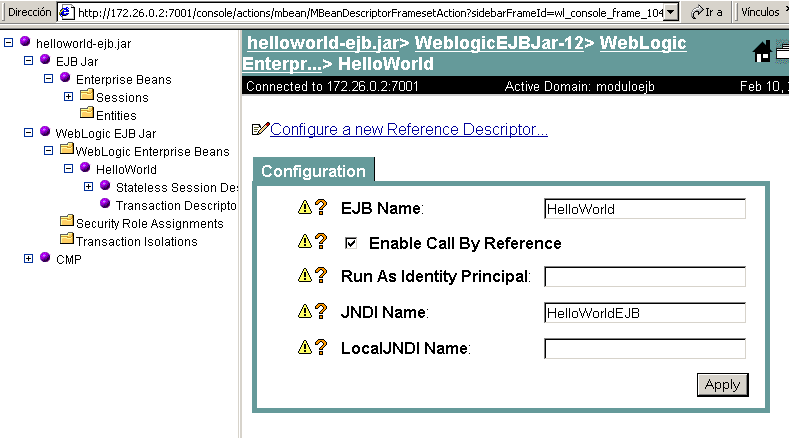 Dirección http://172.26.0.2:7001/console/actions/mbean/MBeanDescriptorFramesetAction?sidebarFrameId=wl_console_frame_104 Ir a Vínculos
helloworld-ejb.jar
EJB Jar
Enterprise Beans
Sessions
Entities
WebLogic EJB Jar
WebLogic Enterprise Beans
HelloWorld
Stateless Session De
Transaction Descripto
Security Role Assignments
Transaction Isolations
CMP
helloworld-ejb.jar> WeblogicEJBJar-12> WebLogic
Enterpr...> HelloWorld
Connected to 172.26.0.2:7001 Active Domain: moduloejb Feb 10,
Configure a new Reference Descriptor...
Configuration
EJB Name: HelloWorld
Enable Call By Reference
Run As Identity Principal:
JNDI Name: HelloWorldEJB
LocalJNDI Name:
Apply